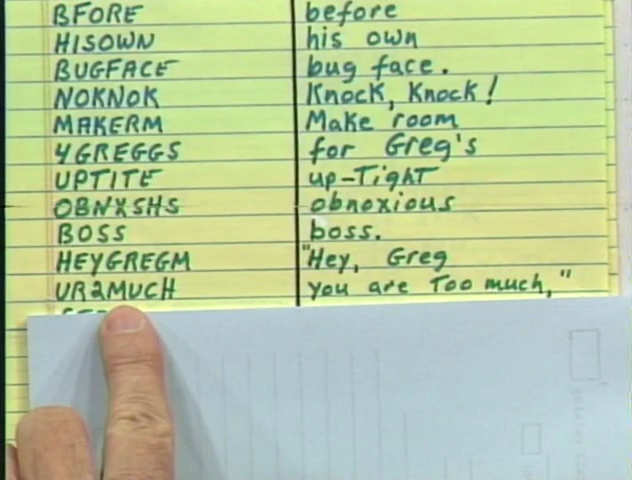 BFORE before
HISOWN his own
BUGFACE bug face.
NOKNOK Knock, Knock!
MAKERM Make room
4GREGGS for Greg's
UPTITE up-Tight
OBNXSHS obnoxious
BOSS boss.
HEYGREGM "Hey, Greg
UR2MUCH you are Too much,"